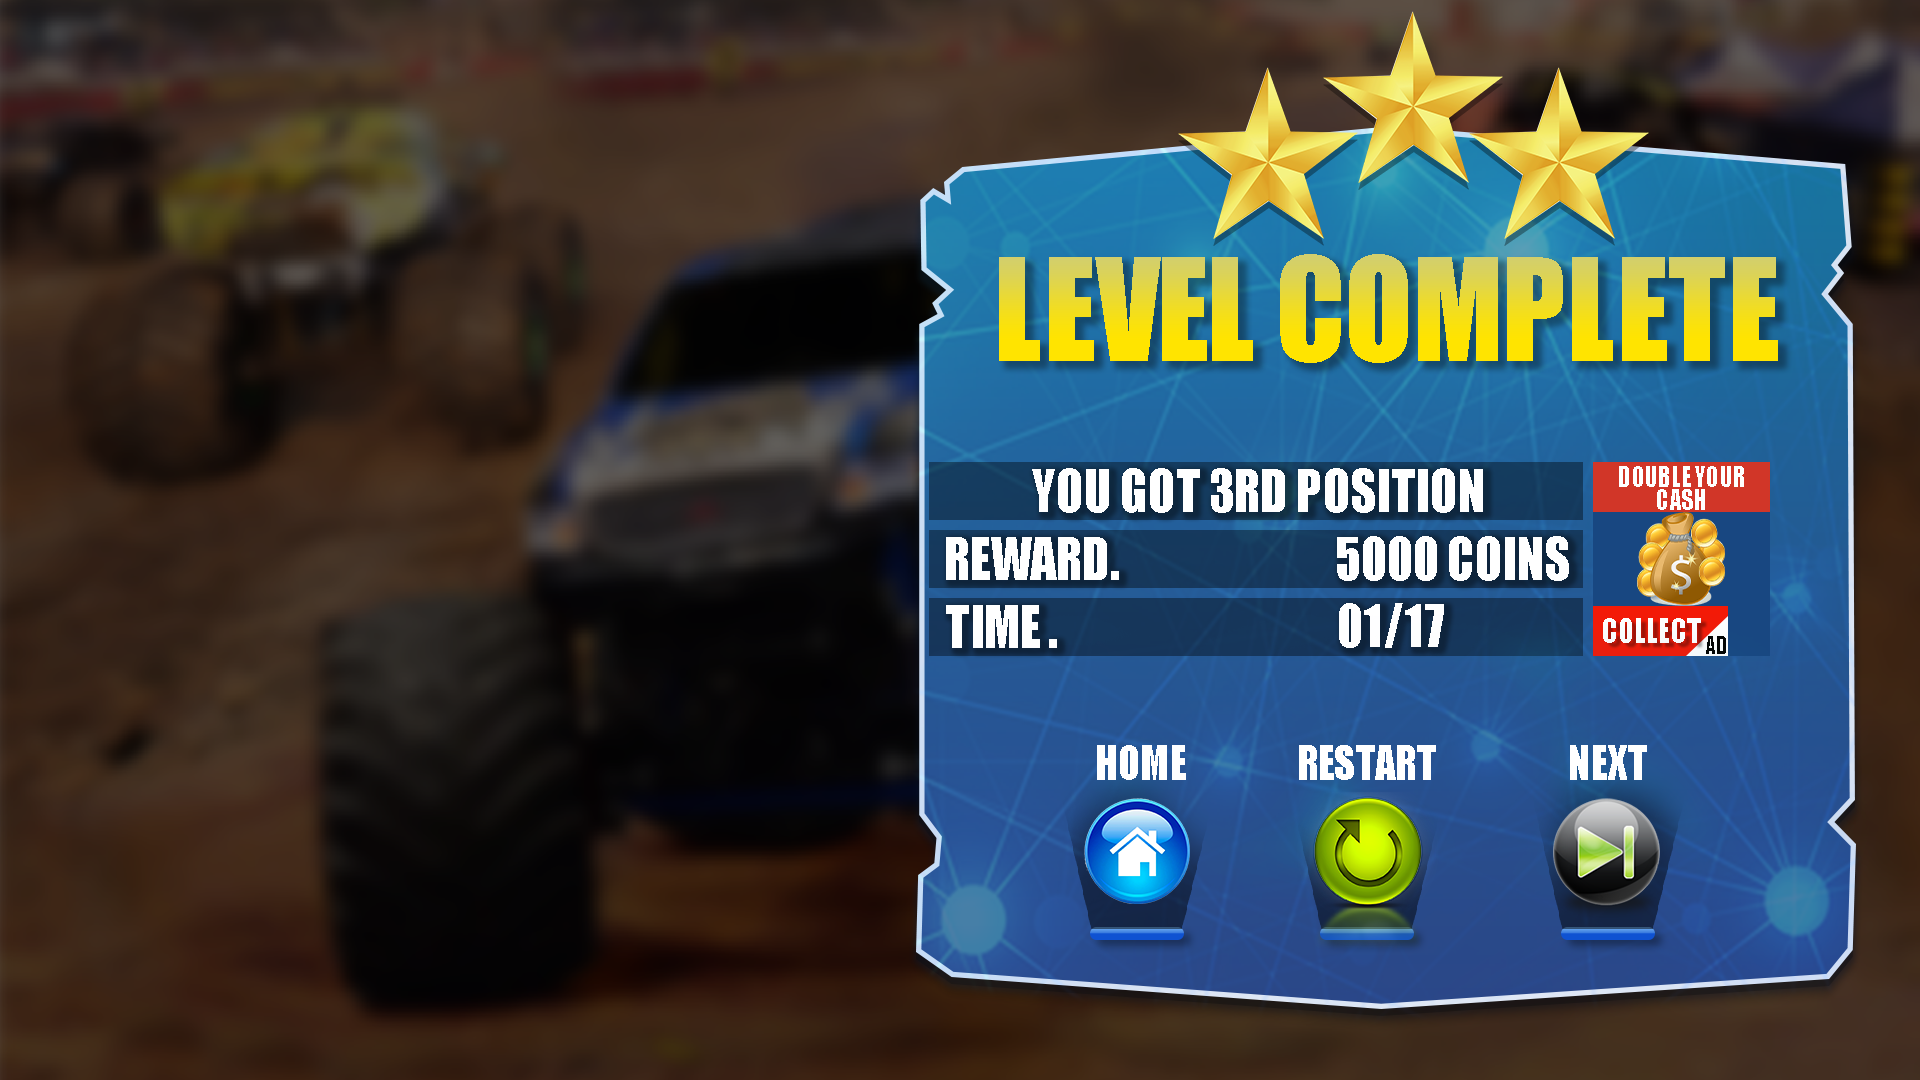 LEVEL COMPLETE
YOU GOT 3RD POSITION
REWARD. 5000 COINS
TIME. 01/17
DOUBLE YOUR
CASH
$
COLLECT AD
HOME RESTART NEXT